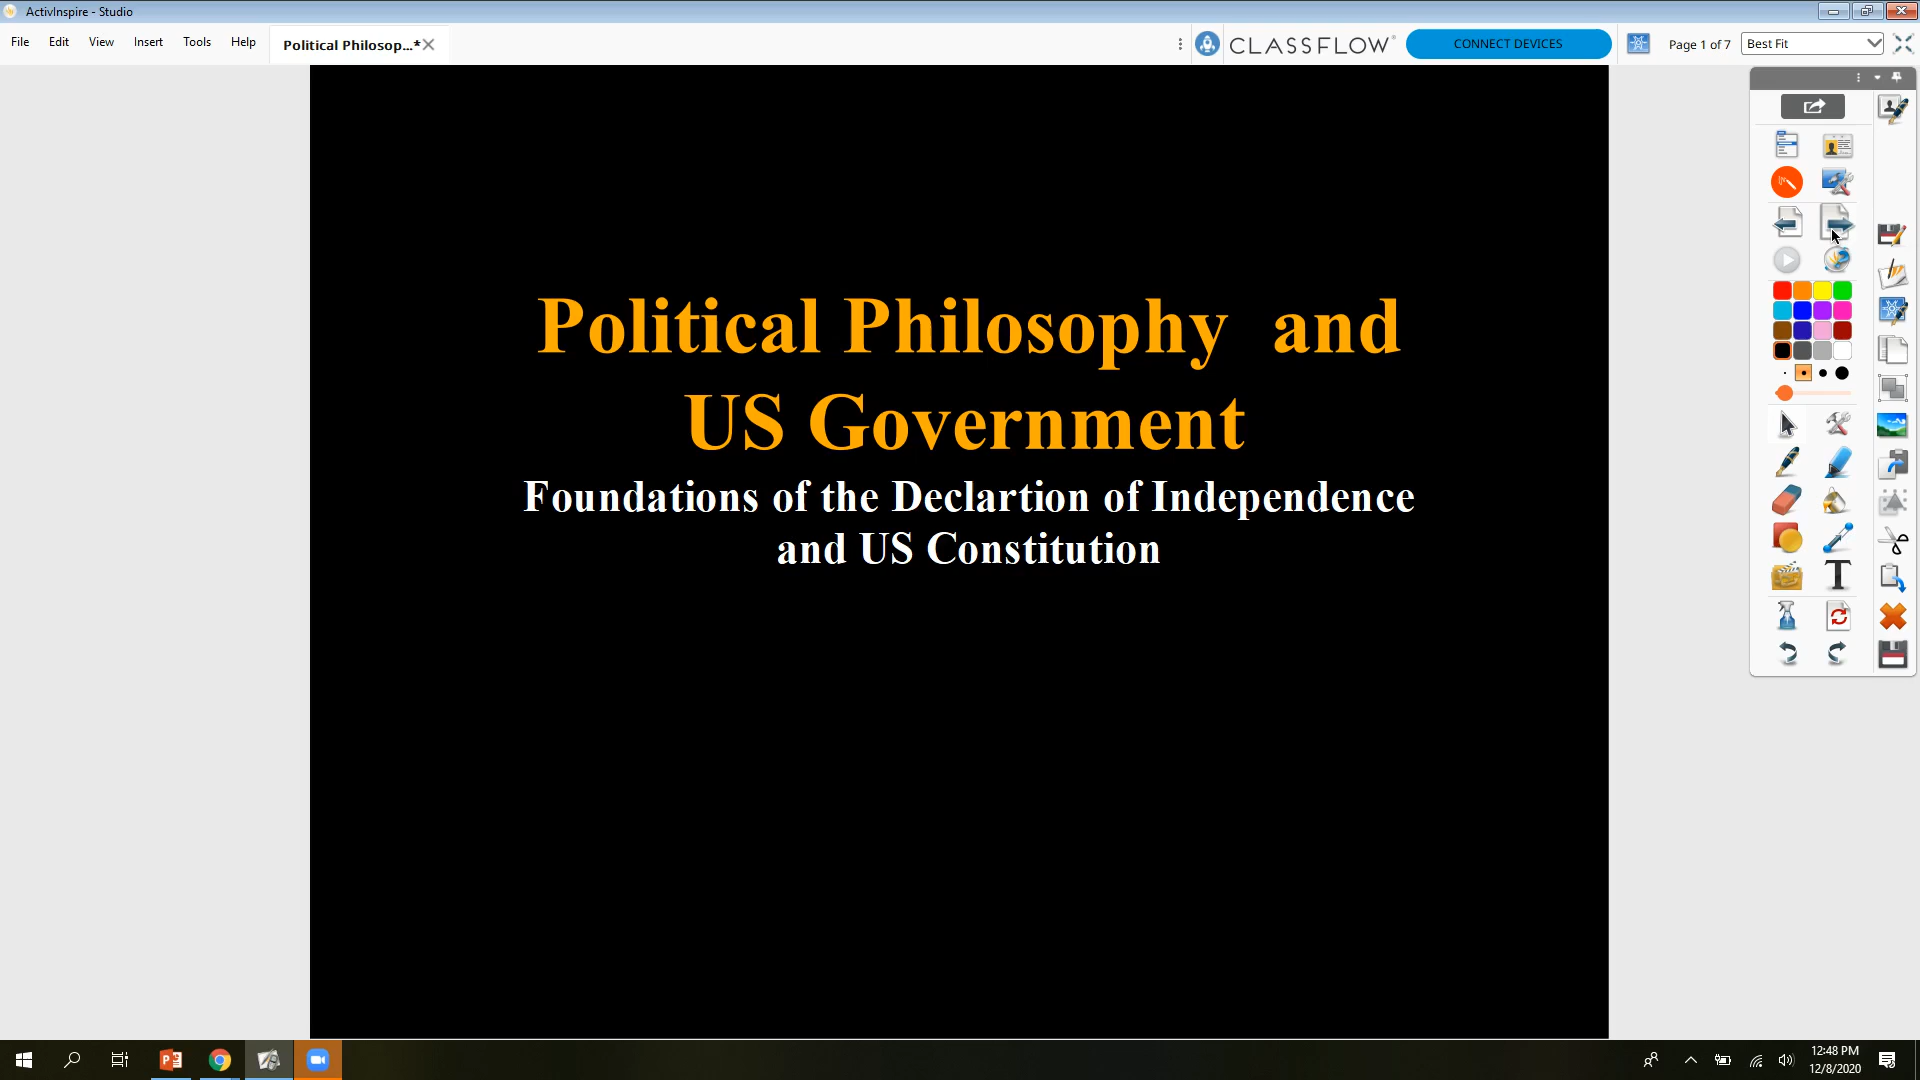 ActivInspire - Studio
File Edit View Insert Tools Help Political Philosop...* CLASSFLOW CONNECT DEVICES Page 1 of 7 Best Fit
Political Philosophy and
US Government
Foundations of the Declartion of Independence
and US Constitution
12:48 PM
12/8/2020